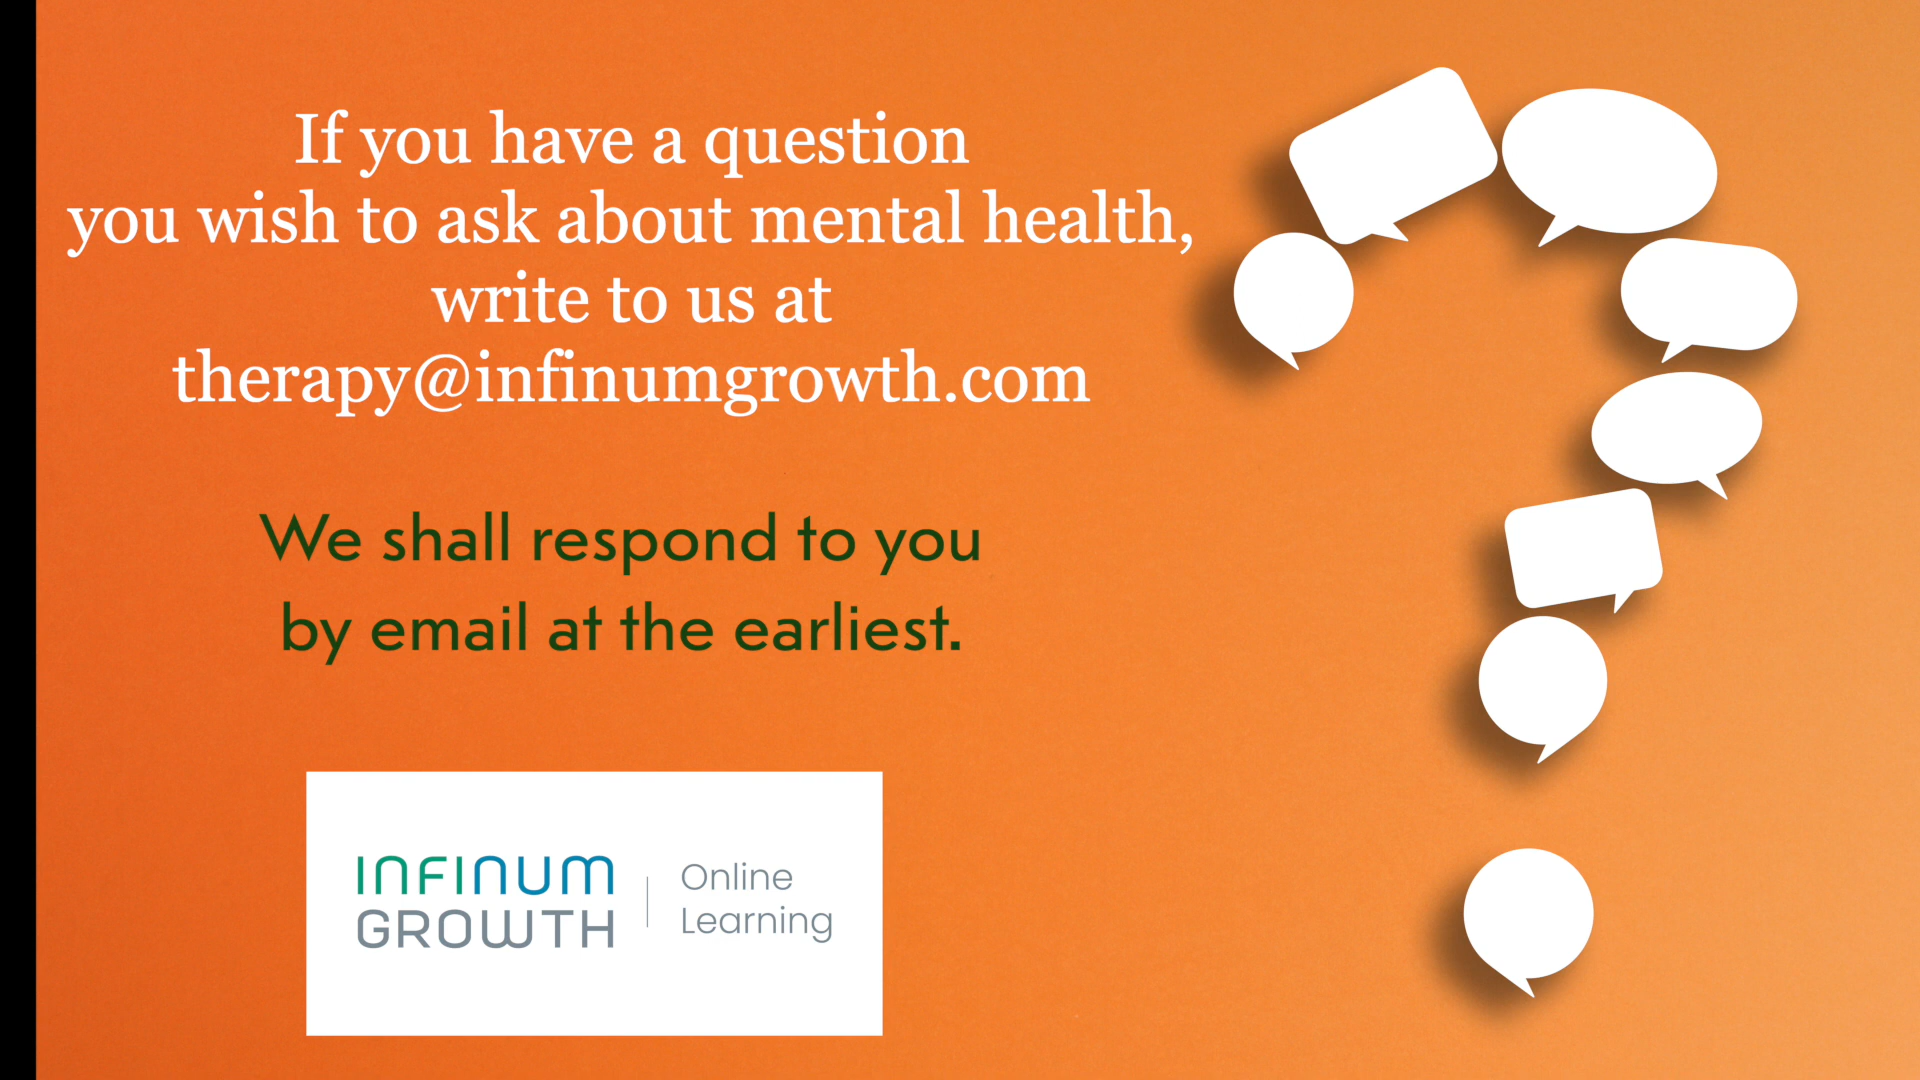 If you have a question
you wish to ask about mental health,
write to us at
therapy@infinumgrowth.com
We shall respond to you
by email at the earliest.
INFINUM
GROWTH
Online
Learning